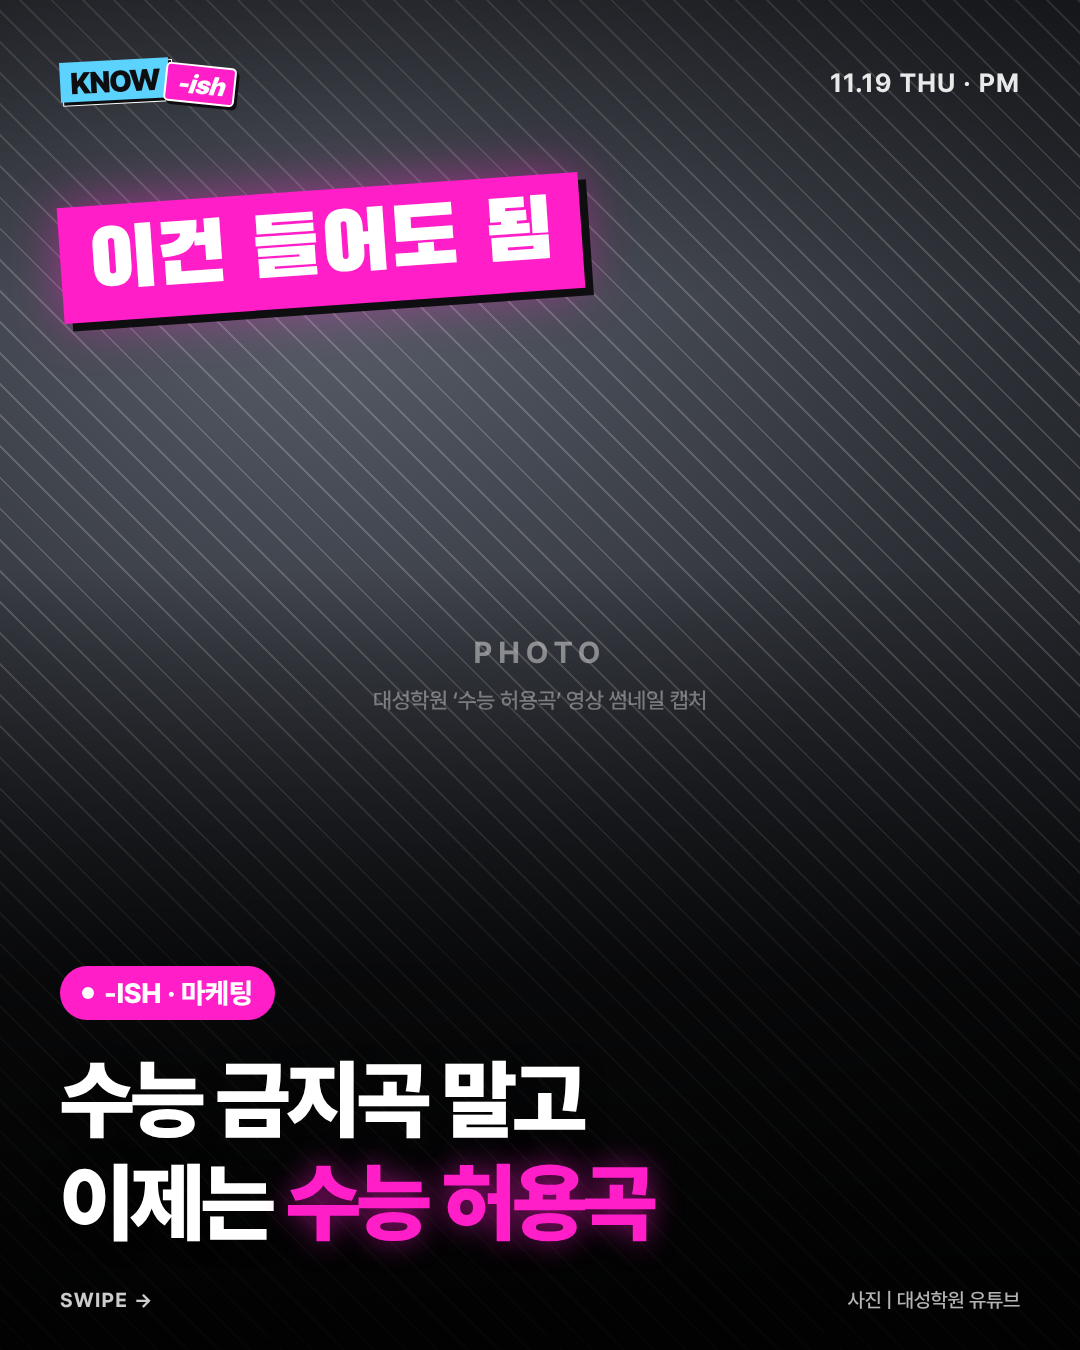 KNOW -ish
11.19 THU · PM
이건 들어도 됨
PHOTO
대성학원 ‘수능 허용곡’ 영상 썸네일 캡처
-ISH · 마케팅
수능 금지곡 말고
이제는 수능 허용곡
SWIPE →
사진 | 대성학원 유튜브